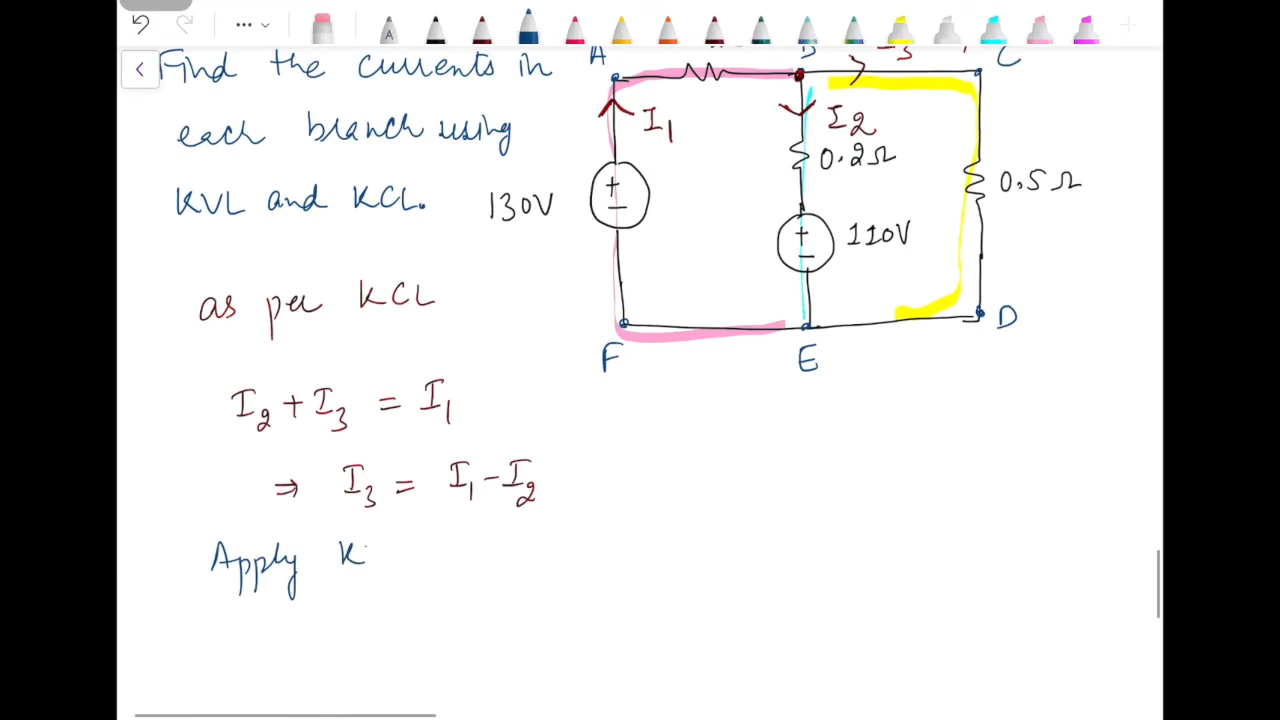 Find the currents in
each branch using
KVL and KCL.
as per KCL
I2 + I3 = I1
⇒ I3 = I1 - I2
Apply K
A
B
I3
C
I1
I2
0.2Ω
0.5Ω
130V
+
-
110V
+
-
F
E
D
A